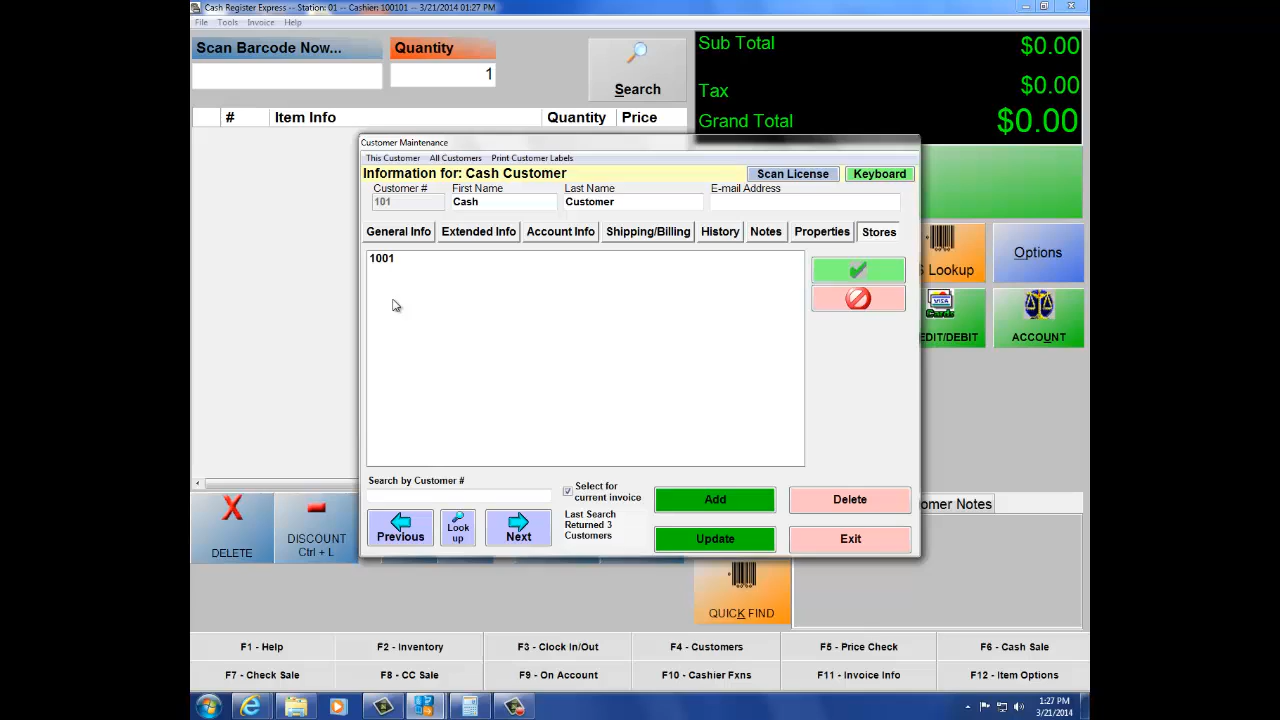 Cash Register Express -- Station: 01 -- Cashier: 100101 -- 3/21/2014 01:27 PM
File Tools Invoice Help
Scan Barcode Now...
Quantity
1
Search
Sub Total $0.00
Tax $0.00
Grand Total $0.00
# Item Info Quantity Price
Customer Maintenance
This Customer All Customers Print Customer Labels
Information for: Cash Customer
Scan License
Keyboard
Customer # First Name Last Name E-mail Address
101 Cash Customer
General Info Extended Info Account Info Shipping/Billing History Notes Properties Stores
1001
Lookup
Options
VISA
Cards
EDIT/DEBIT
ACCOUNT
Search by Customer #
Select for
current invoice
Last Search
Returned 3
Customers
Add
Delete
Previous
Look
up
Next
Update
Exit
omer Notes
DELETE
DISCOUNT
Ctrl + L
QUICK FIND
F1 - Help F2 - Inventory F3 - Clock In/Out F4 - Customers F5 - Price Check F6 - Cash Sale
F7 - Check Sale F8 - CC Sale F9 - On Account F10 - Cashier Fxns F11 - Invoice Info F12 - Item Options
1:27 PM
3/21/2014